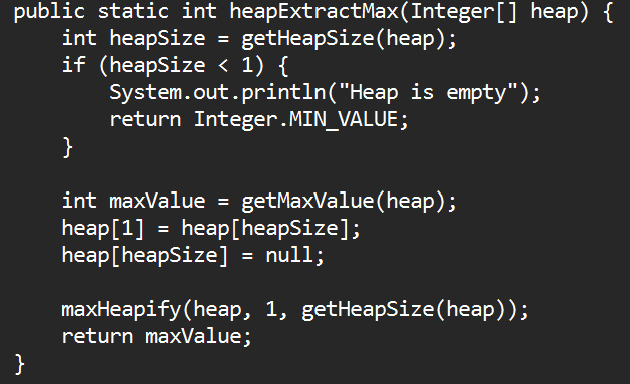 public static int heapExtractMax(Integer[] heap) {
    int heapSize = getHeapSize(heap);
    if (heapSize < 1) {
        System.out.println("Heap is empty");
        return Integer.MIN_VALUE;
    }

    int maxValue = getMaxValue(heap);
    heap[1] = heap[heapSize];
    heap[heapSize] = null;

    maxHeapify(heap, 1, getHeapSize(heap));
    return maxValue;
}